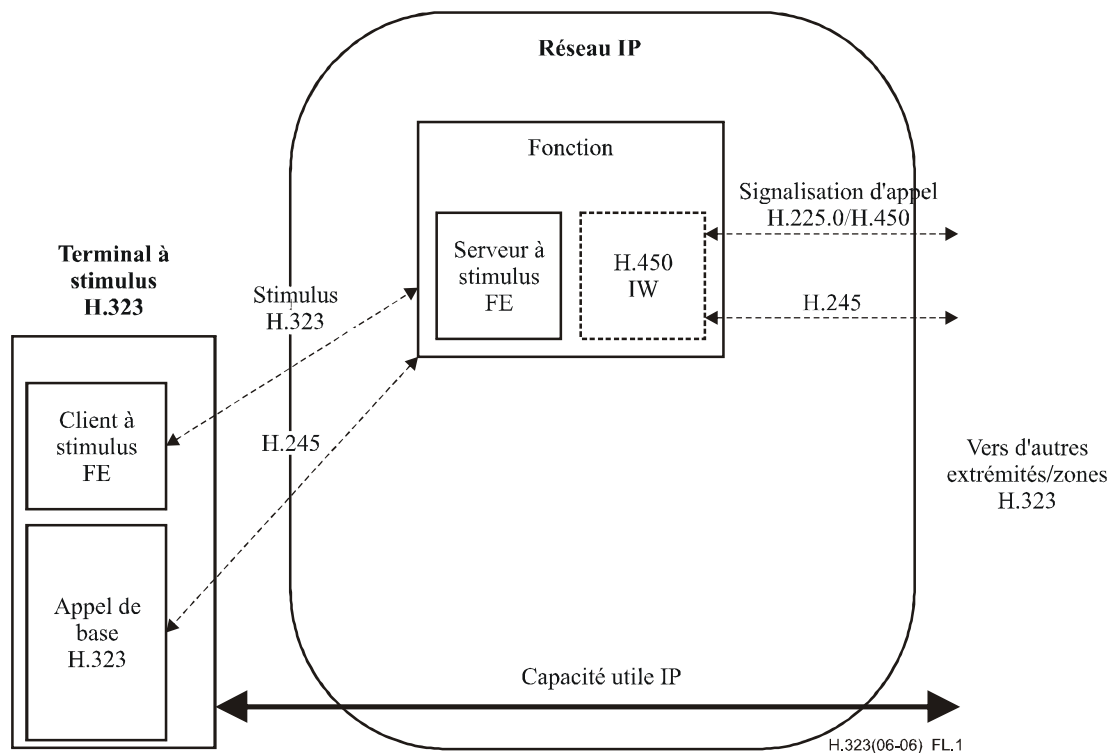 Réseau IP
Fonction
Signalisation d'appel
H.225.0/H.450
Serveur à
stimulus
FE
H.450
IW
Terminal à
stimulus
H.323
Stimulus
H.323
H.245
Client à
stimulus
FE
H.245
Vers d'autres
extrémités/zones
H.323
Appel de
base
H.323
Capacité utile IP
H.323(06-06) FL.1